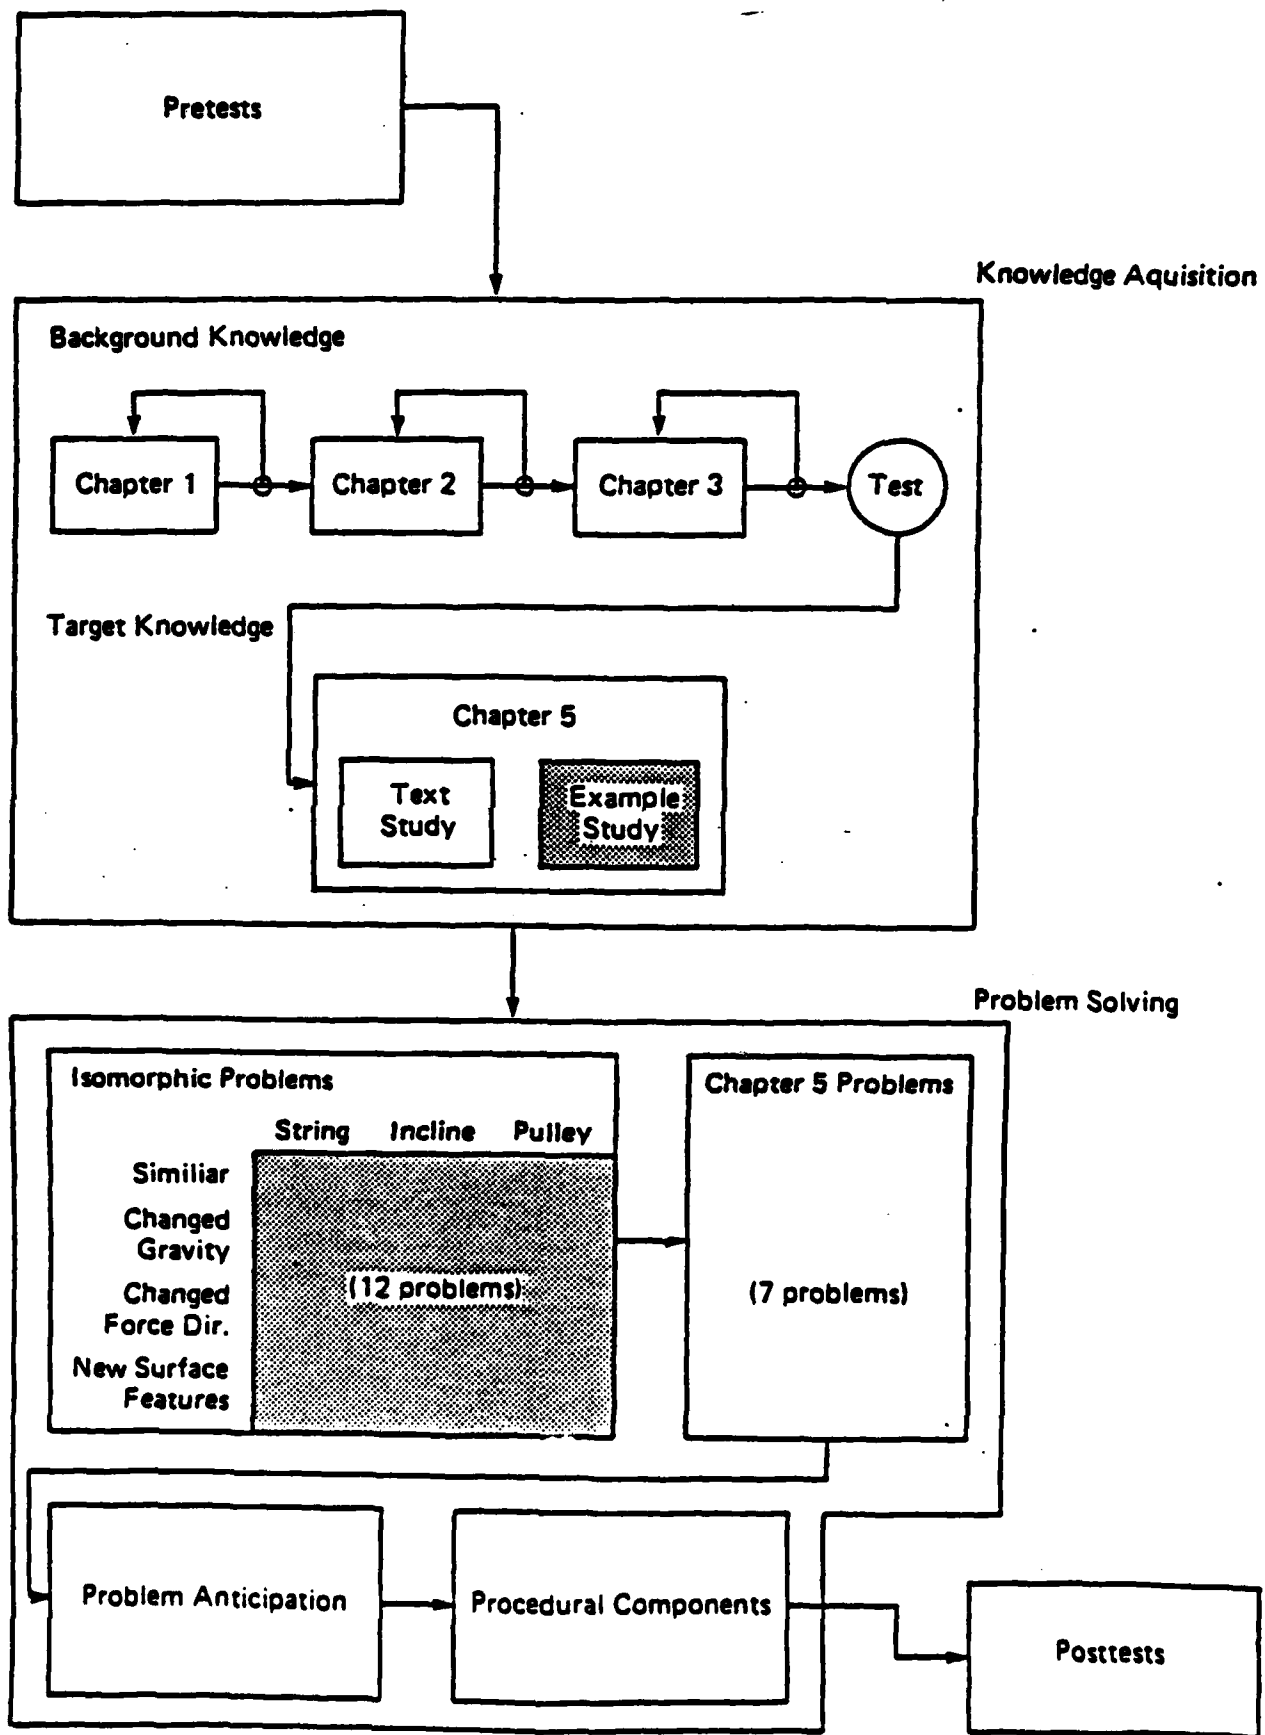 Pretests
Knowledge Aquisition
Background Knowledge
Chapter 1
Chapter 2
Chapter 3
Test
Target Knowledge
Chapter 5
Text
Study
Example
Study
Problem Solving
Isomorphic Problems
String Incline Pulley
Similiar
Changed
Gravity
Changed
Force Dir.
New Surface
Features
(12 problems)
Chapter 5 Problems
(7 problems)
Problem Anticipation
Procedural Components
Posttests